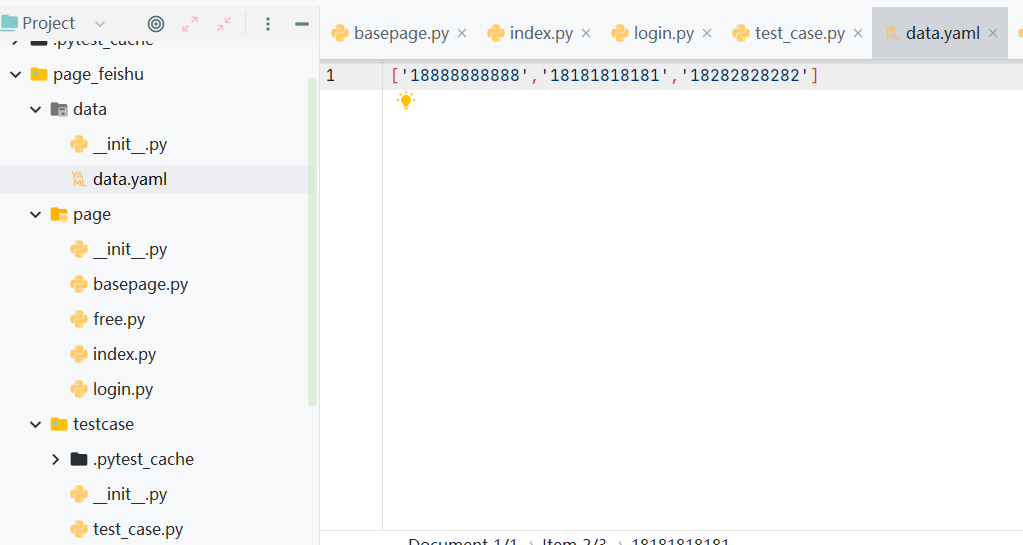 Project
.pytest_cache
page_feishu
data
__init__.py
data.yaml
page
__init__.py
basepage.py
free.py
index.py
login.py
testcase
.pytest_cache
__init__.py
test_case.py
basepage.py
index.py
login.py
test_case.py
data.yaml
1
['18888888888','18181818181','18282828282']
Document 1/1 › Item 2/3 › 18181818181